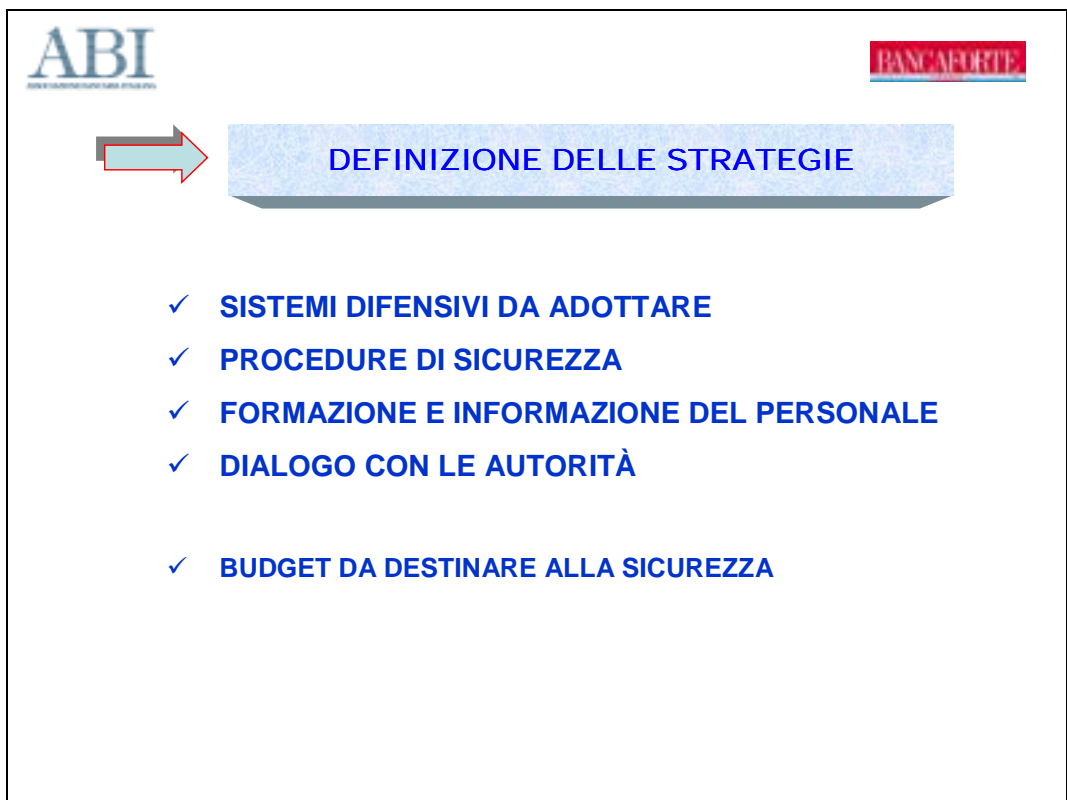 ABI
BANCAFORTE
DEFINIZIONE DELLE STRATEGIE
✓ SISTEMI DIFENSIVI DA ADOTTARE
✓ PROCEDURE DI SICUREZZA
✓ FORMAZIONE E INFORMAZIONE DEL PERSONALE
✓ DIALOGO CON LE AUTORITÀ
✓ BUDGET DA DESTINARE ALLA SICUREZZA